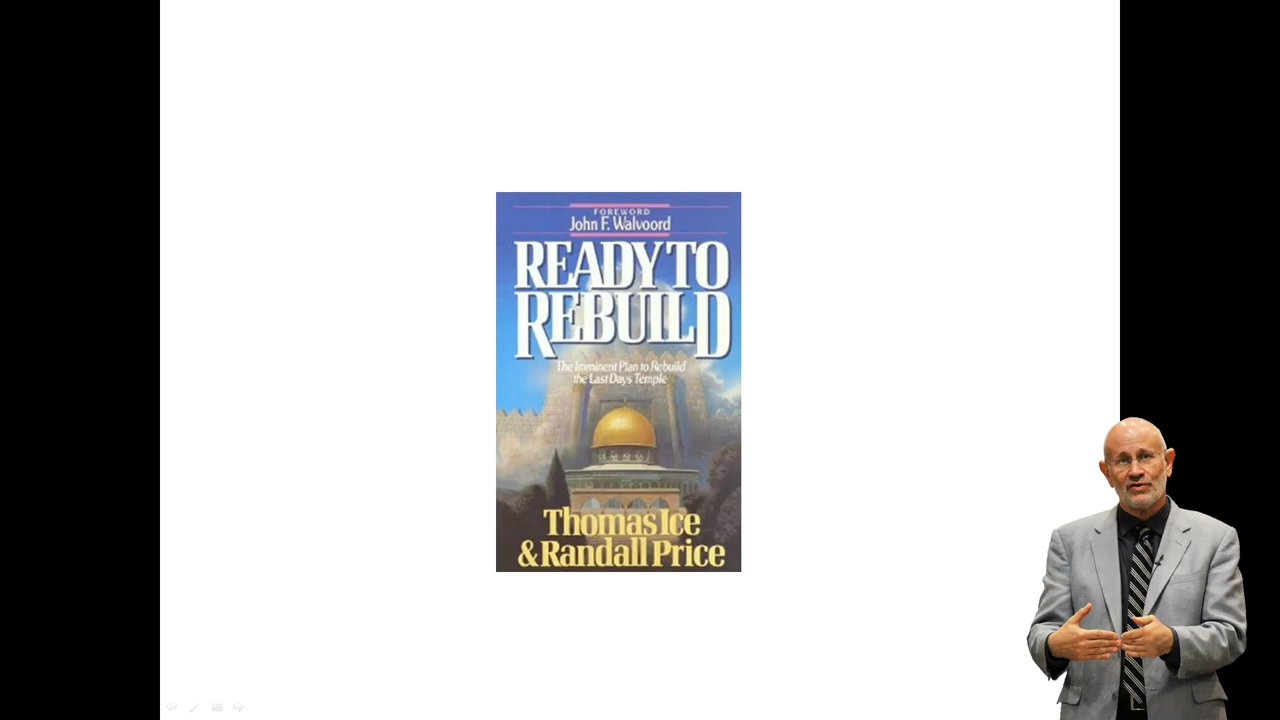 FOREWORD
John F. Walvoord
READY TO
REBUILD
The Imminent Plan to Rebuild
the Last Days Temple
Thomas Ice
& Randall Price